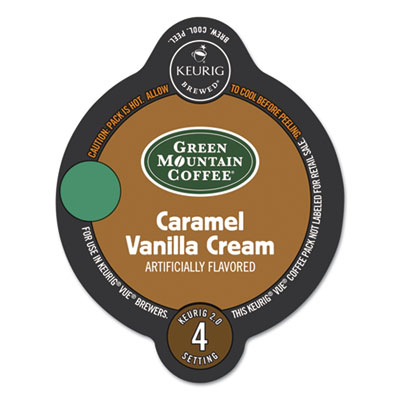 BREW. COOL. PEEL.
KEURIG®
BREWED®
CAUTION: PACK IS HOT. ALLOW TO COOL BEFORE PEELING.
GREEN
MOUNTAIN
COFFEE®
Caramel
Vanilla Cream
ARTIFICIALLY FLAVORED
FOR USE IN KEURIG® VUE® BREWERS.
THIS KEURIG® VUE® COFFEE PACK NOT LABELED FOR RETAIL SALE.
KEURIG 2.0
4
SETTING